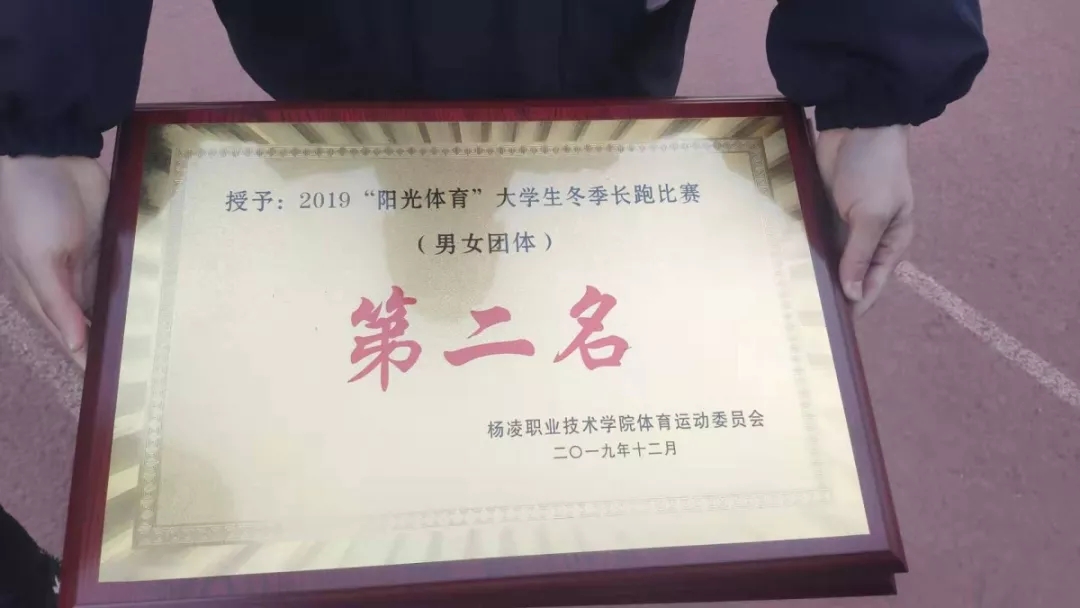 授予：2019“阳光体育”大学生冬季长跑比赛
（男女团体）
第二名
杨凌职业技术学院体育运动委员会
二〇一九年十二月